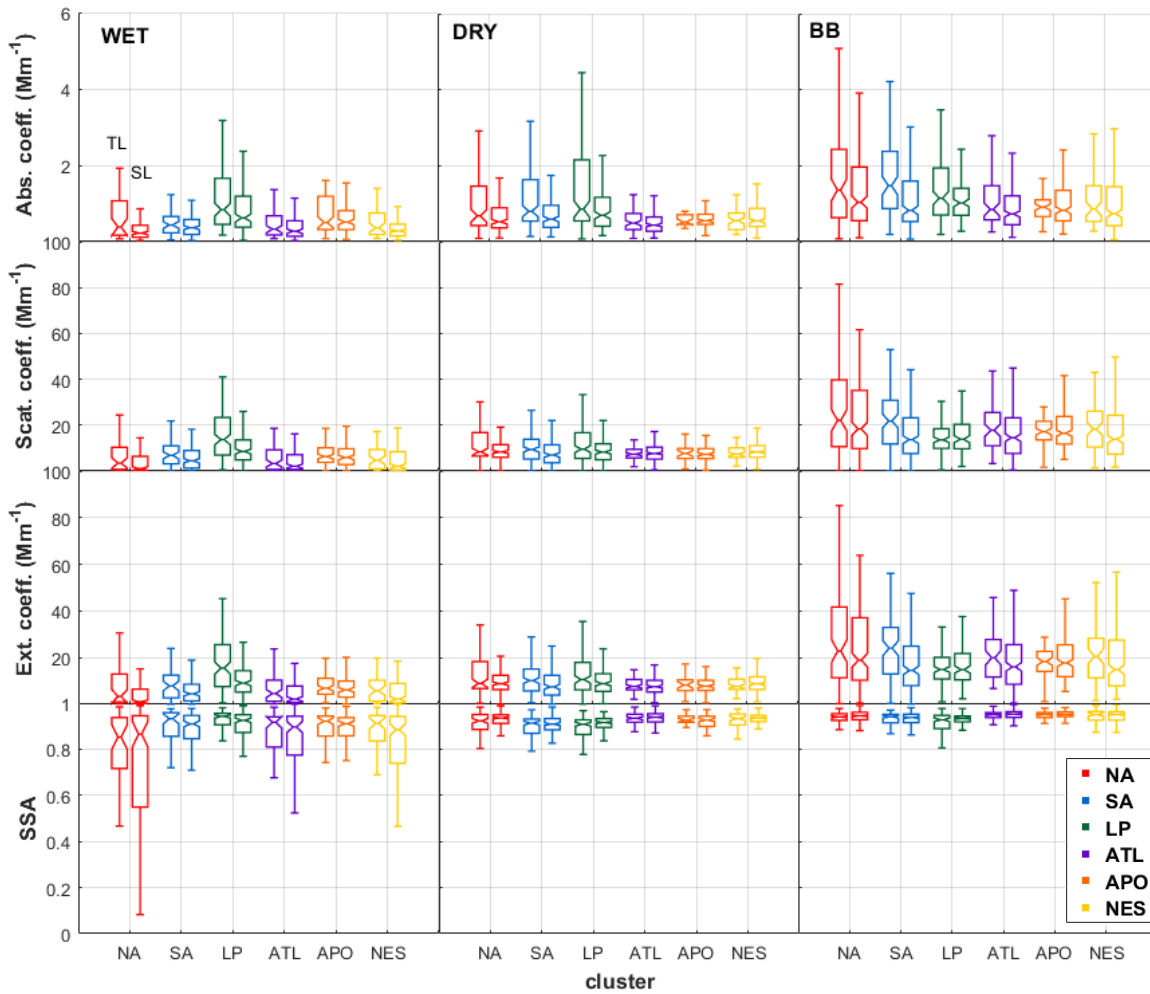 WET
DRY
BB
Abs. coeff. (Mm⁻¹)
6
4
2
TL
SL
Scat. coeff. (Mm⁻¹)
100
80
60
40
20
Ext. coeff. (Mm⁻¹)
100
80
60
40
20
SSA
1
0.8
0.6
0.4
0.2
0
NA SA LP ATL APO NES
NA SA LP ATL APO NES
NA SA LP ATL APO NES
cluster
NA
SA
LP
ATL
APO
NES